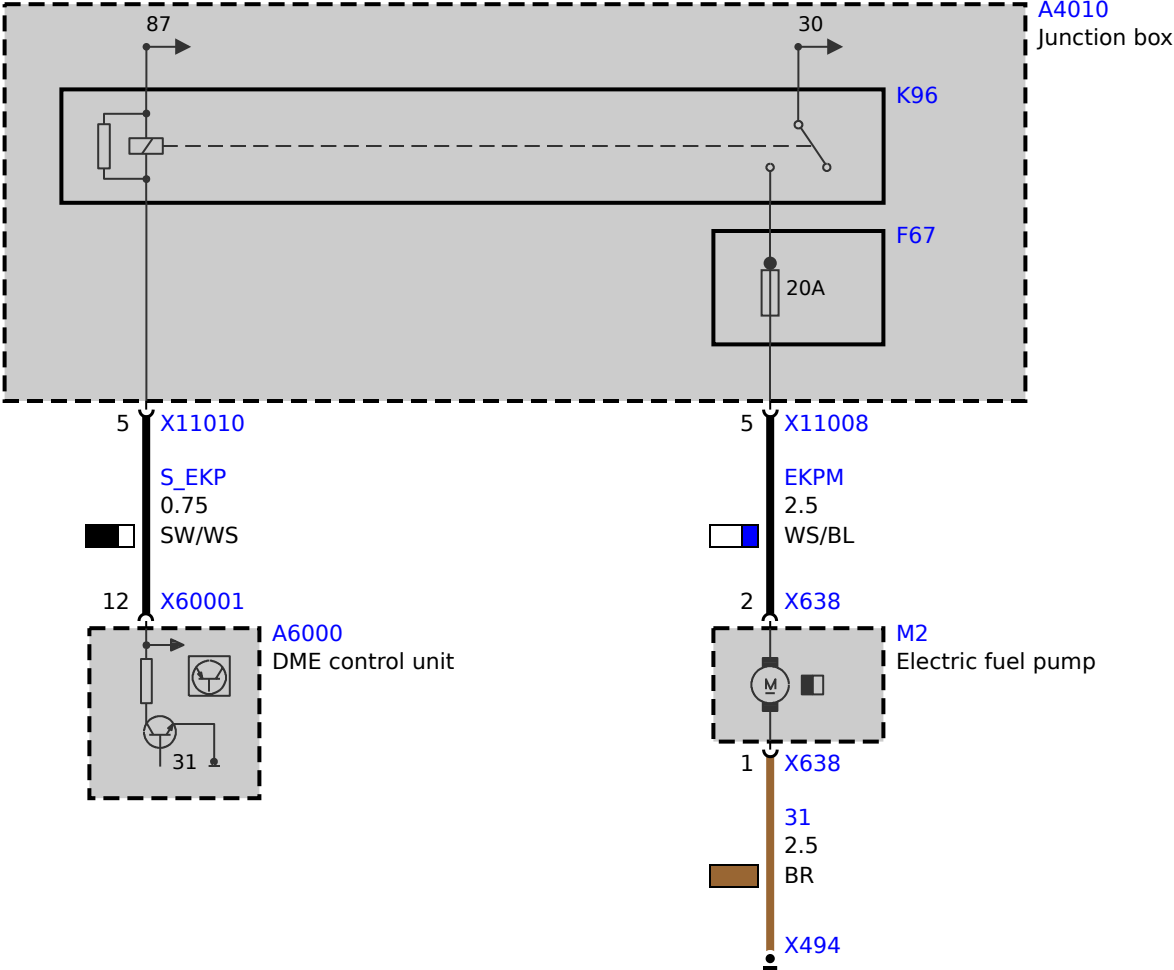 87
30
A4010
Junction box
K96
F67
20A
5
X11010
5
X11008
S_EKP
0.75
SW/WS
EKPM
2.5
WS/BL
12
X60001
2
X638
A6000
DME control unit
31
M2
Electric fuel pump
M
1
X638
31
2.5
BR
X494